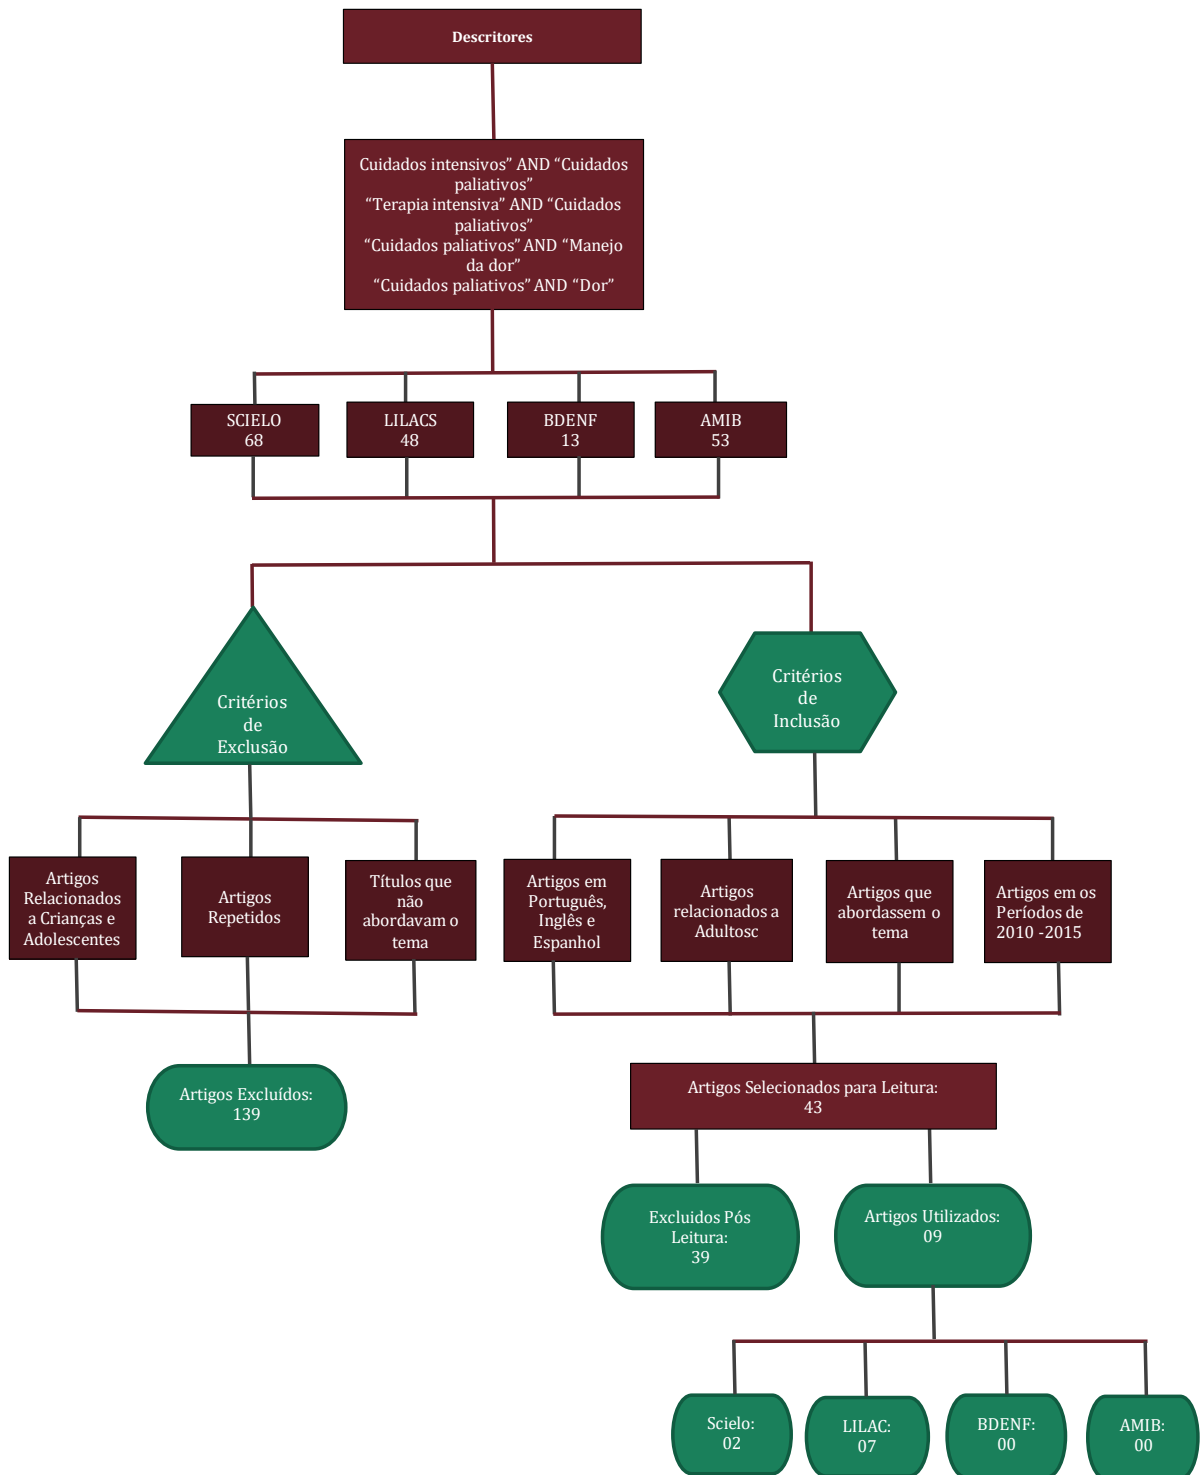 Descritores
Cuidados intensivos” AND “Cuidados
paliativos”
“Terapia intensiva” AND “Cuidados
paliativos”
“Cuidados paliativos” AND “Manejo
da dor”
“Cuidados paliativos” AND “Dor”
SCIELO
68
LILACS
48
BDENF
13
AMIB
53
Critérios
de
Exclusão
Critérios
de
Inclusão
Artigos
Relacionados
a Crianças e
Adolescentes
Artigos
Repetidos
Títulos que
não
abordavam o
tema
Artigos em
Português,
Inglês e
Espanhol
Artigos
relacionados a
Adultosc
Artigos que
abordassem o
tema
Artigos em os
Períodos de
2010 -2015
Artigos Excluídos:
139
Artigos Selecionados para Leitura:
43
Excluidos Pós
Leitura:
39
Artigos Utilizados:
09
Scielo:
02
LILAC:
07
BDENF:
00
AMIB:
00